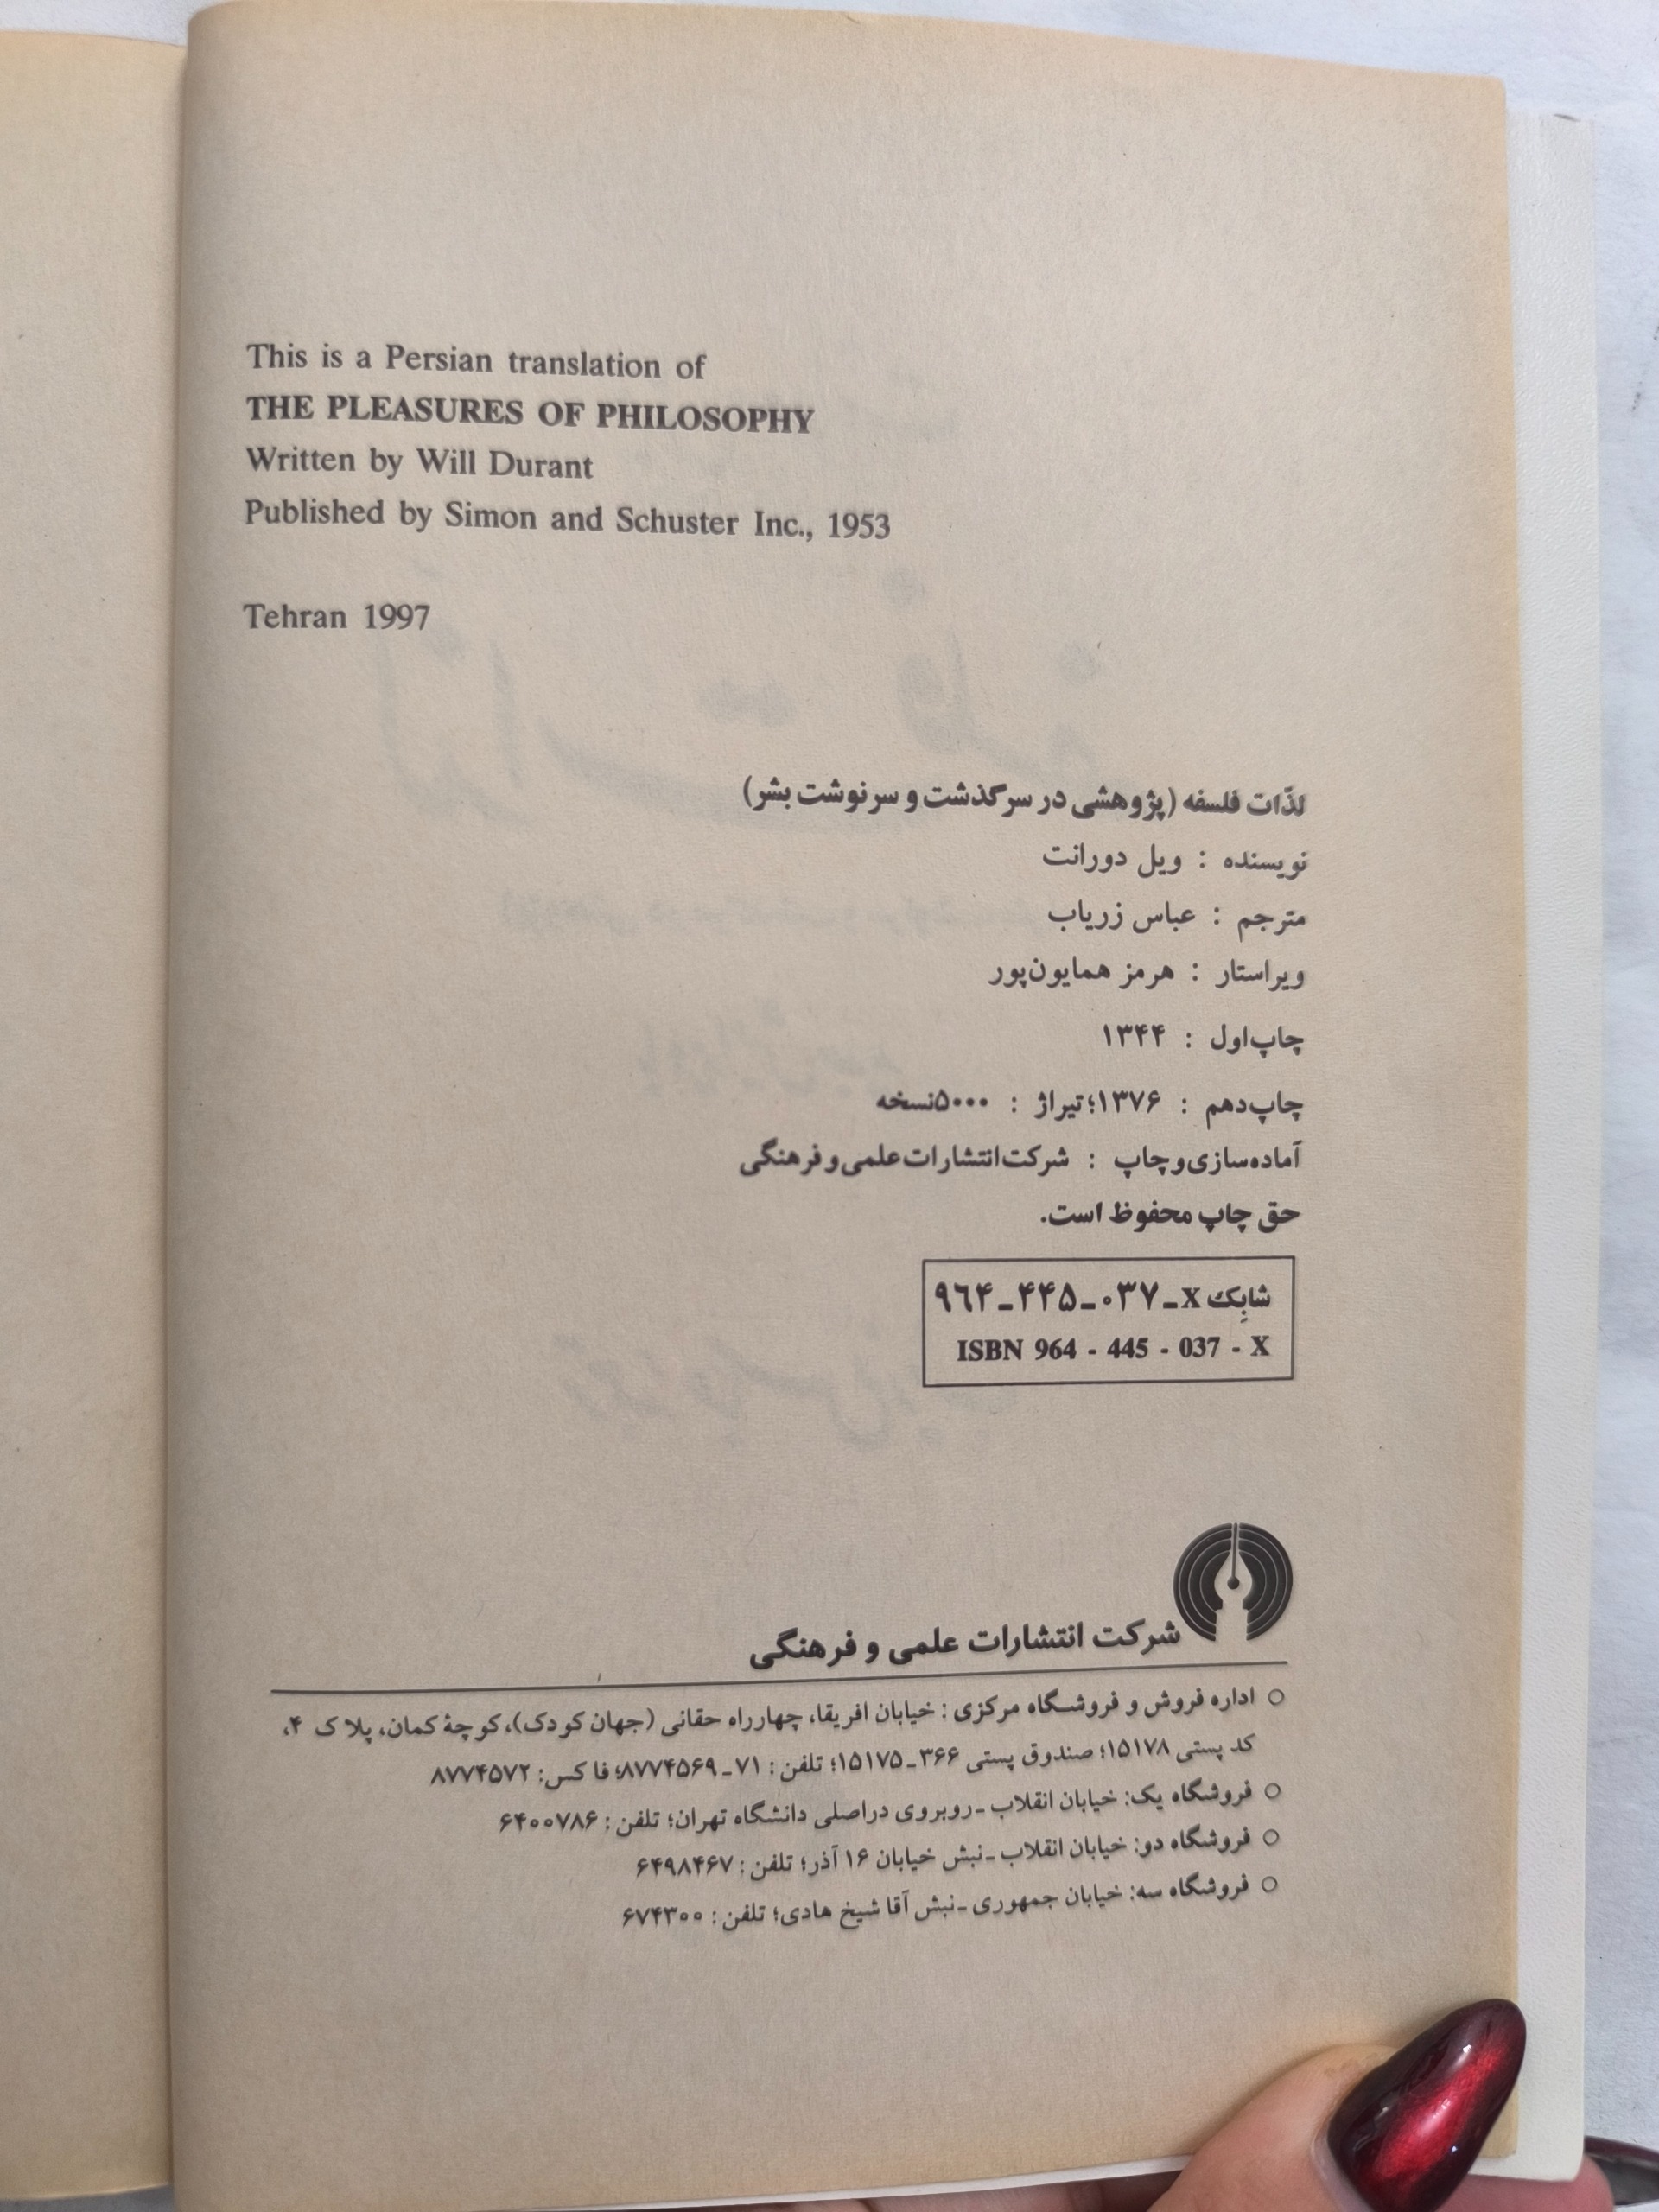 This is a Persian translation of
THE PLEASURES OF PHILOSOPHY
Written by Will Durant
Published by Simon and Schuster Inc., 1953
Tehran 1997
لذّات فلسفه (پژوهشی در سرگذشت و سرنوشت بشر)
نویسنده : ویل دورانت
مترجم : عباس زریاب
ویراستار : هرمز همایون‌پور
چاپ اول : ۱۳۴۴
چاپ دهم : ۱۳۷۶؛ تیراژ : ۵۰۰۰ نسخه
آماده‌سازی و چاپ : شرکت انتشارات علمی و فرهنگی
حق چاپ محفوظ است.
شابِک X-۹۶۴-۴۴۵-۰۳۷
ISBN 964 - 445 - 037 - X
شرکت انتشارات علمی و فرهنگی
○ اداره فروش و فروشگاه مرکزی : خیابان افریقا، چهارراه حقانی (جهان کودک)، کوچهٔ کمان، پلاک ۴،
کد پستی ۱۵۱۷۸؛ صندوق پستی ۳۶۶-۱۵۱۷۵؛ تلفن : ۷۱-۸۷۷۴۵۶۹؛ فاکس: ۸۷۷۴۵۷۲
○ فروشگاه یک: خیابان انقلاب - روبروی دراصلی دانشگاه تهران؛ تلفن : ۶۴۰۰۷۸۶
○ فروشگاه دو: خیابان انقلاب - نبش خیابان ۱۶ آذر؛ تلفن : ۶۴۹۸۴۶۷
○ فروشگاه سه: خیابان جمهوری - نبش آقا شیخ هادی؛ تلفن : ۶۷۴۳۰۰